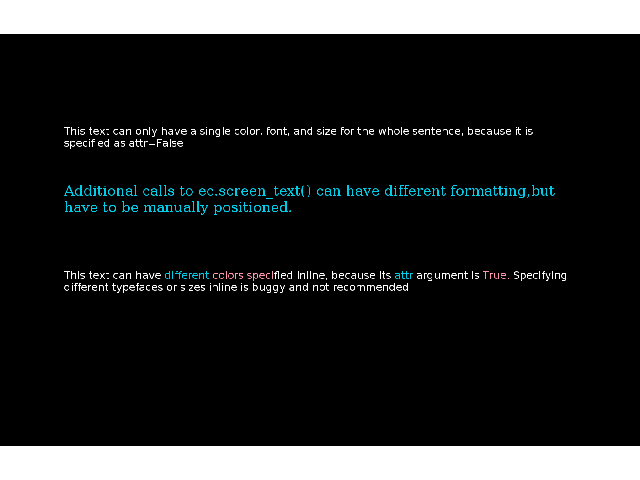 This text can only have a single color, font, and size for the whole sentence, because it is
specified as attr=False
Additional calls to ec.screen_text() can have different formatting,but
have to be manually positioned.
This text can have different colors specified inline, because its attr argument is True. Specifying
different typefaces or sizes inline is buggy and not recommended